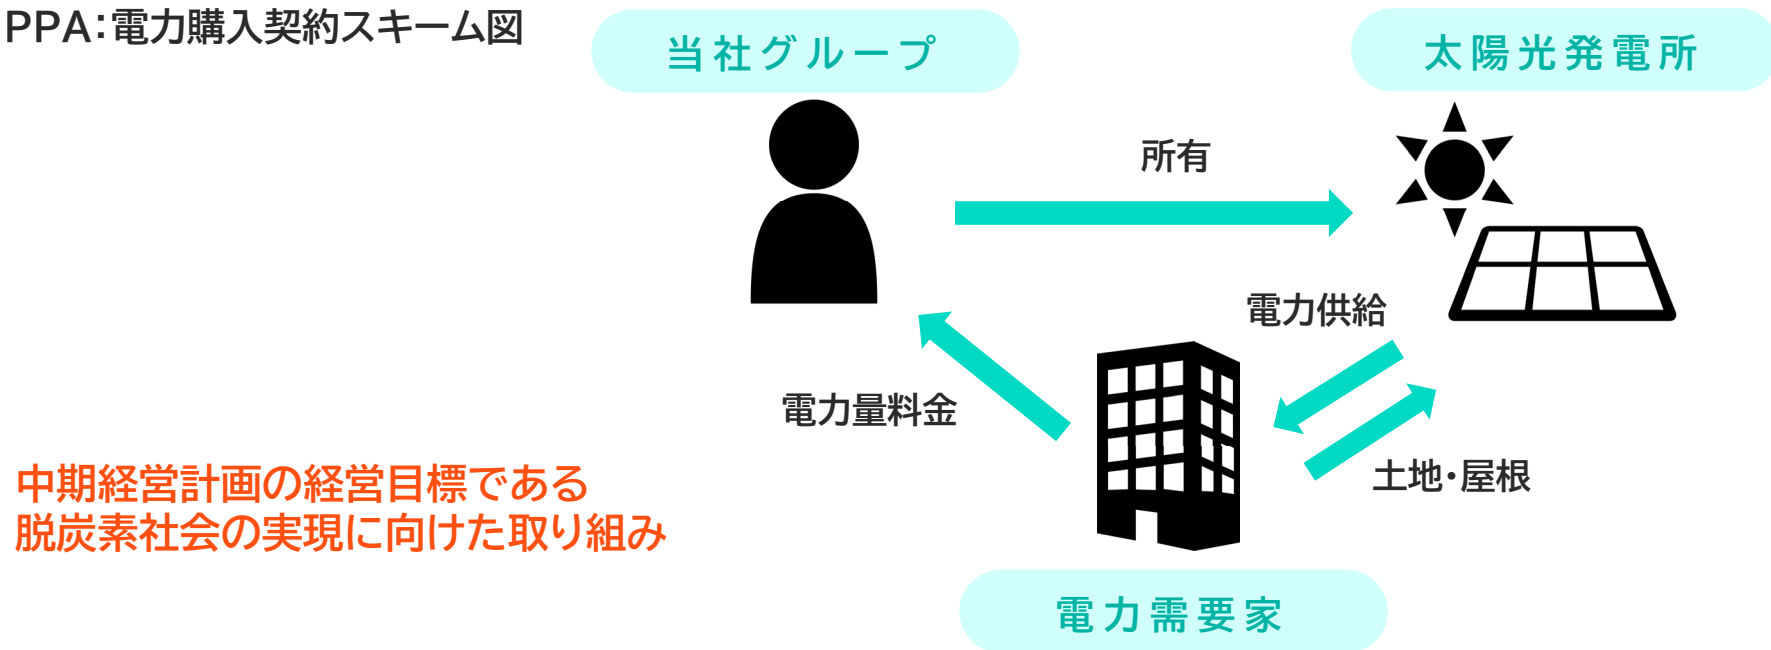 PPA:電力購入契約スキーム図
当社グループ
太陽光発電所
所有
電力供給
電力量料金
土地・屋根
中期経営計画の経営目標である
脱炭素社会の実現に向けた取り組み
電力需要家